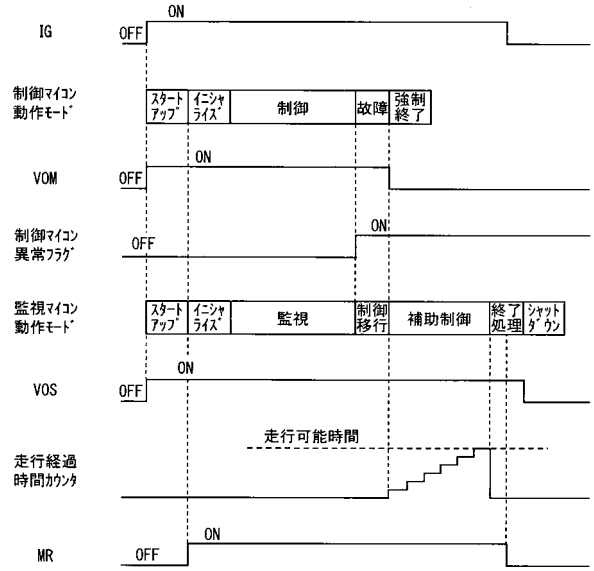 ON
IG
OFF
制御マイコン
動作モード
スタート
アップ
イニシャ
ライズ
制御
故障
強制
終了
ON
VOM
OFF
制御マイコン
異常フラグ
OFF
ON
監視マイコン
動作モード
スタート
アップ
イニシャ
ライズ
監視
制御
移行
補助制御
終了
処理
シャット
ダウン
ON
VOS
OFF
走行可能時間
走行経過
時間カウンタ
ON
MR
OFF